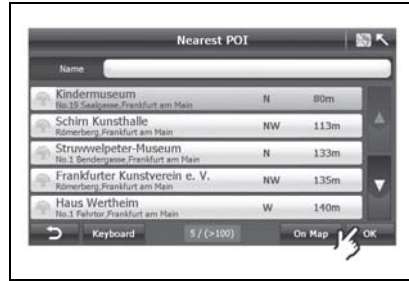 Nearest POI
Name
Kindermuseum N 80m
No.19 Saalgasse,Frankfurt am Main
Schirn Kunsthalle NW 113m
Römerberg,Frankfurt am Main
Struwwelpeter-Museum N 133m
No.1 Bendergasse,Frankfurt am Main
Frankfurter Kunstverein e. V. NW 135m
Römerberg,Frankfurt am Main
Haus Wertheim W 140m
No.1 Fahrtor,Frankfurt am Main
Keyboard 5 / (>100) On Map OK